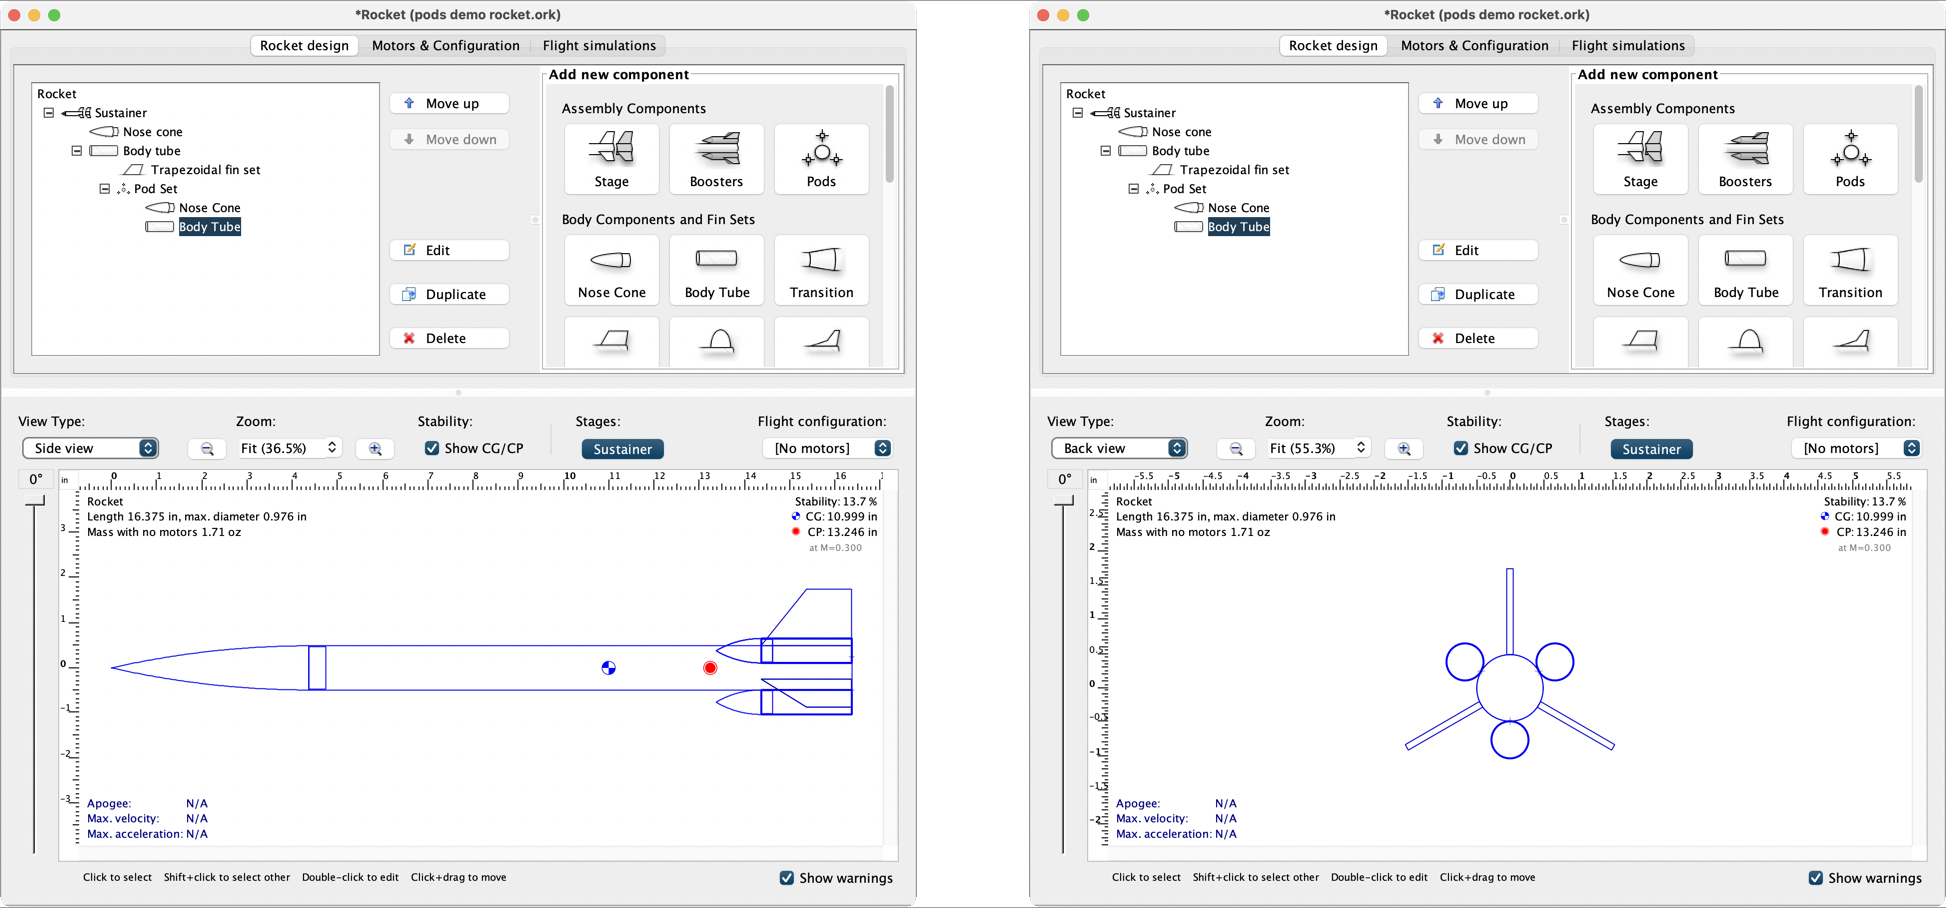 *Rocket (pods demo rocket.ork)
Rocket design Motors & Configuration Flight simulations
Rocket
Sustainer
Nose cone
Body tube
Trapezoidal fin set
Pod Set
Nose Cone
Body Tube
Move up
Move down
Edit
Duplicate
Delete
Add new component
Assembly Components
Stage Boosters Pods
Body Components and Fin Sets
Nose Cone Body Tube Transition
View Type: Zoom: Stability: Stages: Flight configuration:
Side view Fit (36.5%) Show CG/CP Sustainer [No motors]
0°
in 0 1 2 3 4 5 6 7 8 9 10 11 12 13 14 15 16 1
3
2
1
0
-1
-2
-3
Rocket
Length 16.375 in, max. diameter 0.976 in
Mass with no motors 1.71 oz
Stability: 13.7 %
CG: 10.999 in
CP: 13.246 in
at M=0.300
Apogee: N/A
Max. velocity: N/A
Max. acceleration: N/A
Click to select Shift+click to select other Double-click to edit Click+drag to move
Show warnings
*Rocket (pods demo rocket.ork)
Rocket design Motors & Configuration Flight simulations
Rocket
Sustainer
Nose cone
Body tube
Trapezoidal fin set
Pod Set
Nose Cone
Body Tube
Move up
Move down
Edit
Duplicate
Delete
Add new component
Assembly Components
Stage Boosters Pods
Body Components and Fin Sets
Nose Cone Body Tube Transition
View Type: Zoom: Stability: Stages: Flight configuration:
Back view Fit (55.3%) Show CG/CP Sustainer [No motors]
0°
in -5.5 -5 -4.5 -4 -3.5 -3 -2.5 -2 -1.5 -1 -0.5 0 0.5 1 1.5 2 2.5 3 3.5 4 4.5 5 5.5
2.5
2
1.5
1
0.5
0
-0.5
-1
-1.5
-2
Rocket
Length 16.375 in, max. diameter 0.976 in
Mass with no motors 1.71 oz
Stability: 13.7 %
CG: 10.999 in
CP: 13.246 in
at M=0.300
Apogee: N/A
Max. velocity: N/A
Max. acceleration: N/A
Click to select Shift+click to select other Double-click to edit Click+drag to move
Show warnings